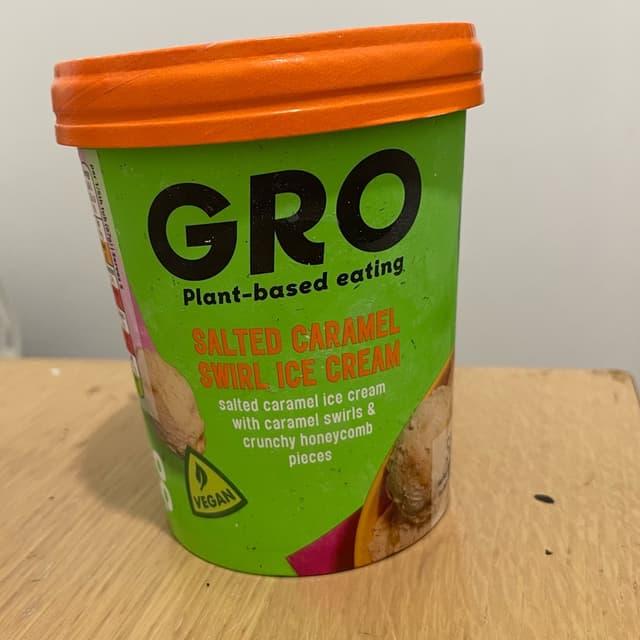 GRO
Plant-based eating
SALTED CARAMEL
SWIRL ICE CREAM
salted caramel ice cream
with caramel swirls &
crunchy honeycomb
pieces
VEGAN